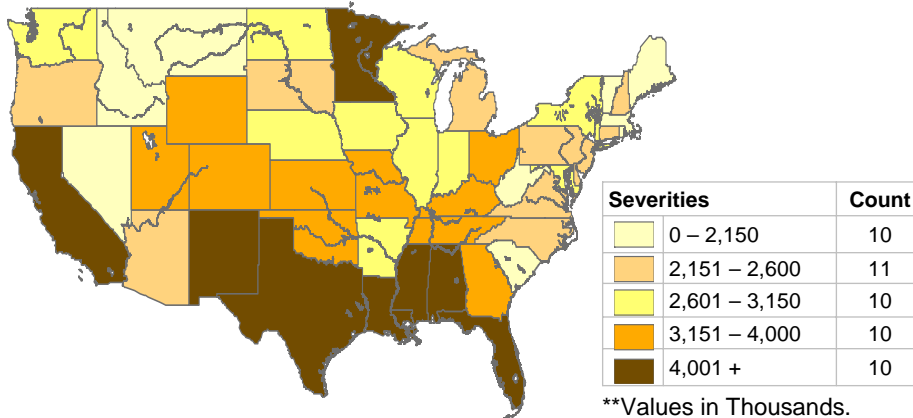 Severities Count
0 – 2,150 10
2,151 – 2,600 11
2,601 – 3,150 10
3,151 – 4,000 10
4,001 + 10
**Values in Thousands.